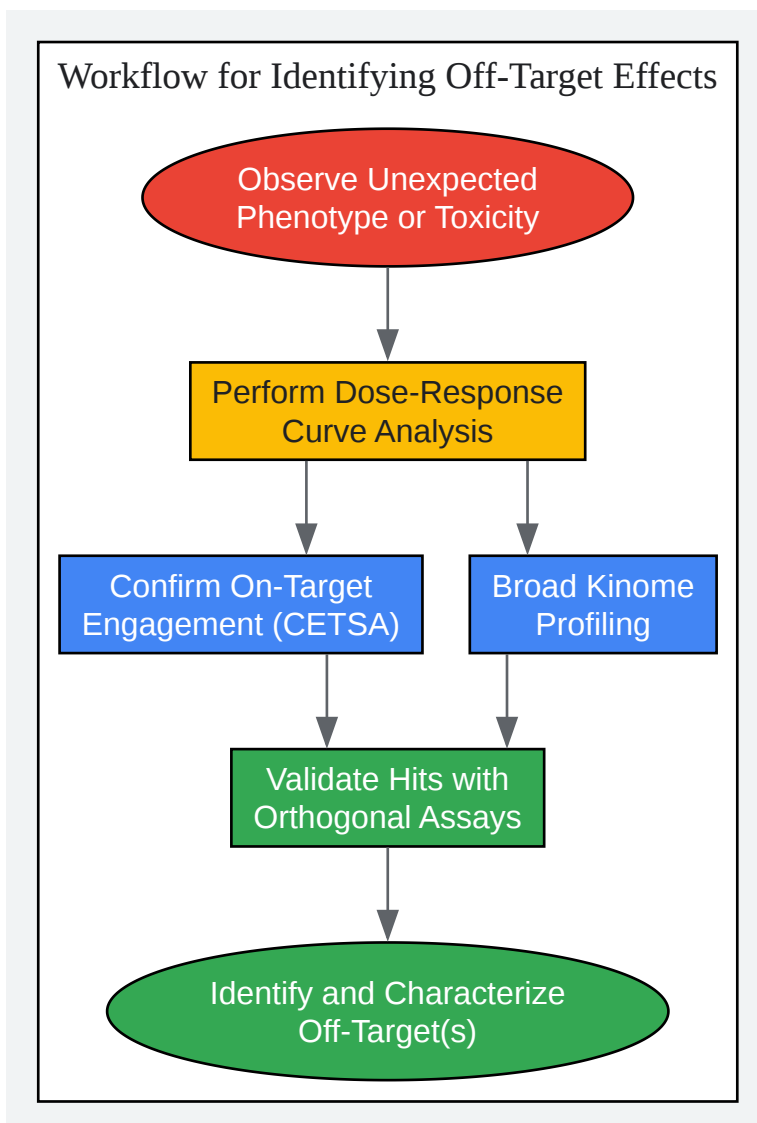 Workflow for Identifying Off-Target Effects
Observe Unexpected
Phenotype or Toxicity
Perform Dose-Response
Curve Analysis
Confirm On-Target
Engagement (CETSA)
Broad Kinome
Profiling
Validate Hits with
Orthogonal Assays
Identify and Characterize
Off-Target(s)